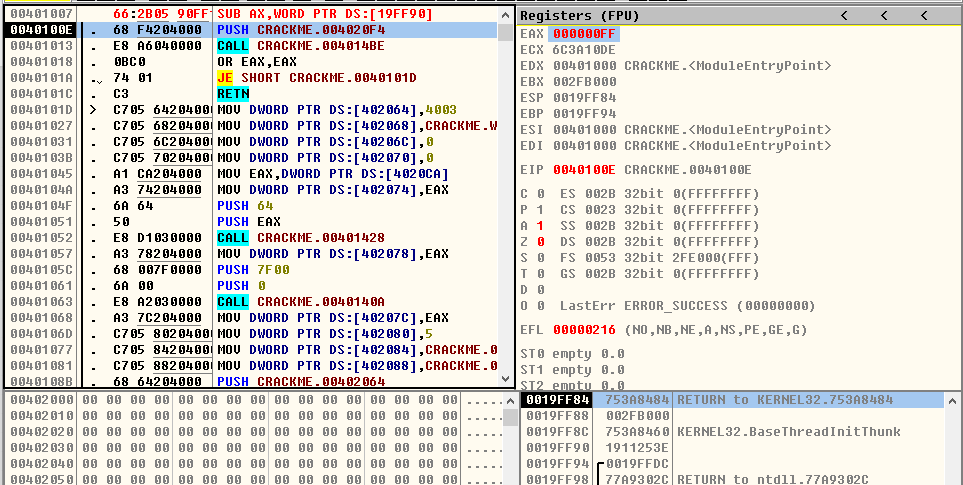 00401007 66:2B05 90FF SUB AX,WORD PTR DS:[19FF90]
0040100E . 68 F4204000 PUSH CRACKME.004020F4
00401013 . E8 A6040000 CALL CRACKME.004014BE
00401018 . 0BC0 OR EAX,EAX
0040101A . 74 01 JE SHORT CRACKME.0040101D
0040101C . C3 RETN
0040101D > C705 64204000 MOV DWORD PTR DS:[402064],4003
00401027 . C705 68204000 MOV DWORD PTR DS:[402068],CRACKME.W
00401031 . C705 6C204000 MOV DWORD PTR DS:[40206C],0
0040103B . C705 70204000 MOV DWORD PTR DS:[402070],0
00401045 . A1 CA204000 MOV EAX,DWORD PTR DS:[4020CA]
0040104A . A3 74204000 MOV DWORD PTR DS:[402074],EAX
0040104F . 6A 64 PUSH 64
00401051 . 50 PUSH EAX
00401052 . E8 D1030000 CALL CRACKME.00401428
00401057 . A3 78204000 MOV DWORD PTR DS:[402078],EAX
0040105C . 68 007F0000 PUSH 7F00
00401061 . 6A 00 PUSH 0
00401063 . E8 A2030000 CALL CRACKME.0040140A
00401068 . A3 7C204000 MOV DWORD PTR DS:[40207C],EAX
0040106D . C705 80204000 MOV DWORD PTR DS:[402080],5
00401077 . C705 84204000 MOV DWORD PTR DS:[402084],CRACKME.0
00401081 . C705 88204000 MOV DWORD PTR DS:[402088],CRACKME.0
0040108B . 68 64204000 PUSH CRACKME.00402064
Registers (FPU) < < <
EAX 000000FF
ECX 6C3A10DE
EDX 00401000 CRACKME.<ModuleEntryPoint>
EBX 002FB000
ESP 0019FF84
EBP 0019FF94
ESI 00401000 CRACKME.<ModuleEntryPoint>
EDI 00401000 CRACKME.<ModuleEntryPoint>
EIP 0040100E CRACKME.0040100E
C 0 ES 002B 32bit 0(FFFFFFFF)
P 1 CS 0023 32bit 0(FFFFFFFF)
A 1 SS 002B 32bit 0(FFFFFFFF)
Z 0 DS 002B 32bit 0(FFFFFFFF)
S 0 FS 0053 32bit 2FE000(FFF)
T 0 GS 002B 32bit 0(FFFFFFFF)
D 0
O 0 LastErr ERROR_SUCCESS (00000000)
EFL 00000216 (NO,NB,NE,A,NS,PE,GE,G)
ST0 empty 0.0
ST1 empty 0.0
ST2 empty 0.0
00402000 00 00 00 00 00 00 00 00 00 00 00 00 00 00 00 00 .....
00402010 00 00 00 00 00 00 00 00 00 00 00 00 00 00 00 00 .....
00402020 00 00 00 00 00 00 00 00 00 00 00 00 00 00 00 00 .....
00402030 00 00 00 00 00 00 00 00 00 00 00 00 00 00 00 00 .....
00402040 00 00 00 00 00 00 00 00 00 00 00 00 00 00 00 00 .....
00402050 00 00 00 00 00 00 00 00 00 00 00 00 00 00 00 00 .....
0019FF84 753A8484 RETURN to KERNEL32.753A8484
0019FF88 002FB000
0019FF8C 753A8460 KERNEL32.BaseThreadInitThunk
0019FF90 1911253E
0019FF94 0019FFDC
0019FF98 77A9302C RETURN to ntdll.77A9302C